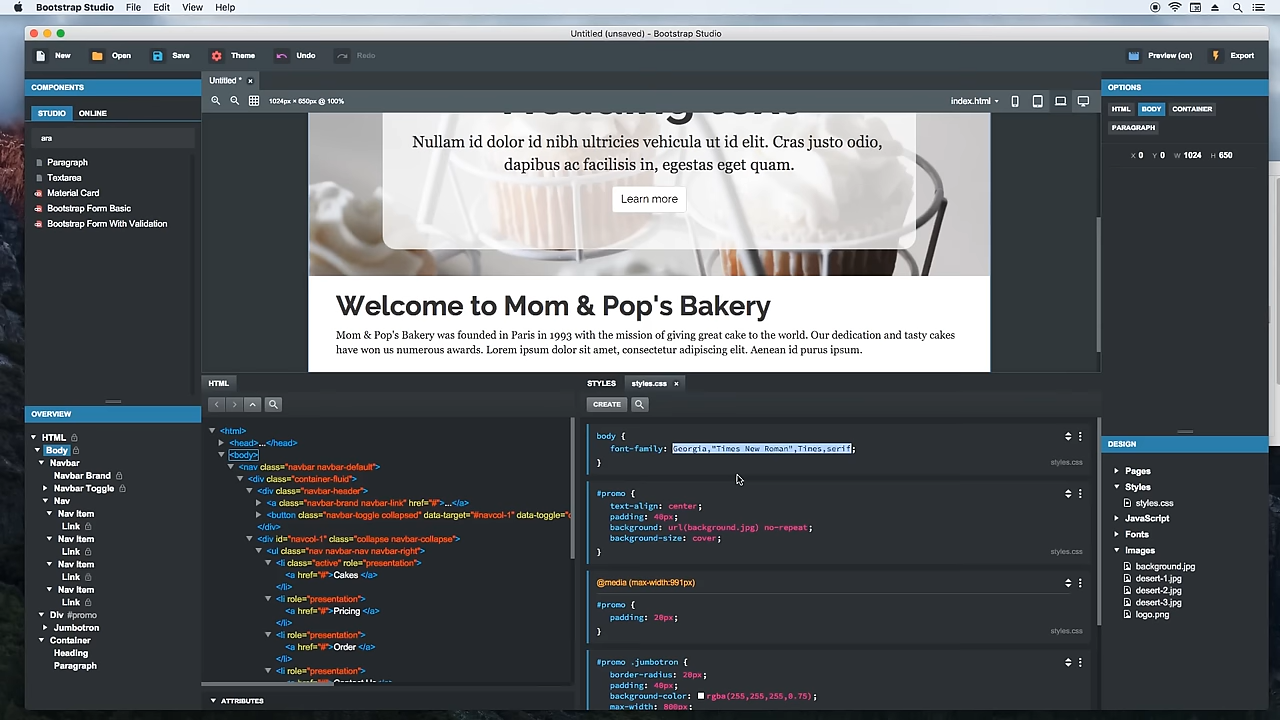 Bootstrap Studio File Edit View Help
Untitled (unsaved) - Bootstrap Studio
New Open Save Theme Undo Redo Preview (on) Export
COMPONENTS
STUDIO ONLINE
ara
Paragraph
Textarea
Material Card
Bootstrap Form Basic
Bootstrap Form With Validation
OVERVIEW
HTML
Body
Navbar
Navbar Brand
Navbar Toggle
Nav
Nav Item
Link
Nav Item
Link
Nav Item
Link
Nav Item
Link
Div #promo
Jumbotron
Container
Heading
Paragraph
Untitled *
1024px × 650px @ 100% index.html
Heading text
Nullam id dolor id nibh ultricies vehicula ut id elit. Cras justo odio,
dapibus ac facilisis in, egestas eget quam.
Learn more
Welcome to Mom & Pop's Bakery
Mom & Pop's Bakery was founded in Paris in 1993 with the mission of giving great cake to the world. Our dedication and tasty cakes
have won us numerous awards. Lorem ipsum dolor sit amet, consectetur adipiscing elit. Aenean id purus ipsum.
HTML
<html>
<head>...</head>
<body>
<nav class="navbar navbar-default">
<div class="container-fluid">
<div class="navbar-header">
<a class="navbar-brand navbar-link" href="#">...</a>
<button class="navbar-toggle collapsed" data-target="#navcol-1" data-toggle="c
</div>
<div id="navcol-1" class="collapse navbar-collapse">
<ul class="nav navbar-nav navbar-right">
<li class="active" role="presentation">
<a href="#">Cakes </a>
</li>
<li role="presentation">
<a href="#">Pricing </a>
</li>
<li role="presentation">
<a href="#">Order </a>
</li>
<li role="presentation">
ATTRIBUTES
STYLES styles.css
CREATE
body {
font-family: Georgia,"Times New Roman",Times,serif;
}
styles.css
#promo {
text-align: center;
padding: 40px;
background: url(background.jpg) no-repeat;
background-size: cover;
}
styles.css
@media (max-width:991px)
#promo {
padding: 20px;
}
styles.css
#promo .jumbotron {
border-radius: 20px;
padding: 40px;
background-color: rgba(255,255,255,0.75);
max-width: 800px;
OPTIONS
HTML BODY CONTAINER
PARAGRAPH
X 0 Y 0 W 1024 H 650
DESIGN
Pages
Styles
styles.css
JavaScript
Fonts
Images
background.jpg
desert-1.jpg
desert-2.jpg
desert-3.jpg
logo.png